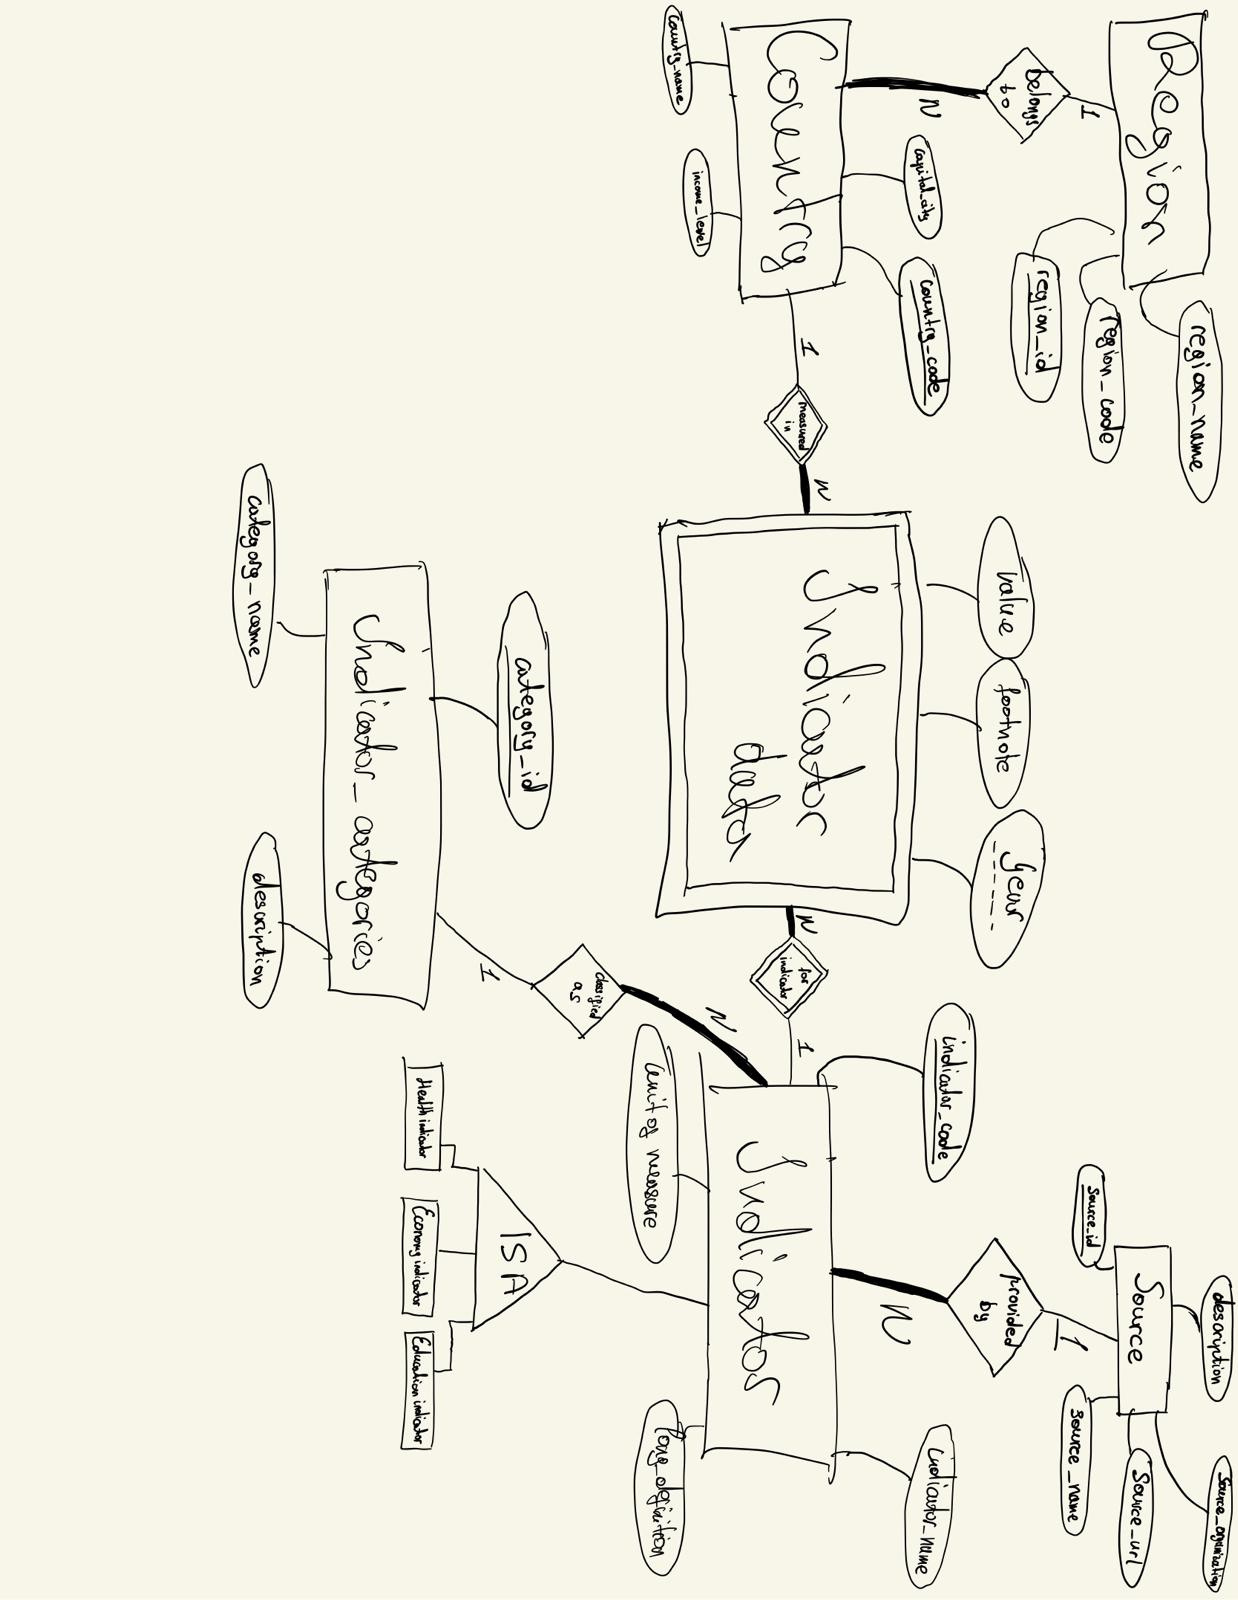 Region
region_name
region_code
region_id
1
belongs
to
N
Country
country_name
income_level
capital_city
country_code
1
measured
in
N
Indicator
data
value
footnote
year
N
for
indicator
1
Indicator_categories
category_name
category_id
description
1
classified
as
N
Indicators
indicator_code
indicator_name
unit of measure
long_definition
N
provided
by
1
Source
source_id
description
source_name
source_url
source_organization
ISA
Health indicator
Economy indicator
Education indicator